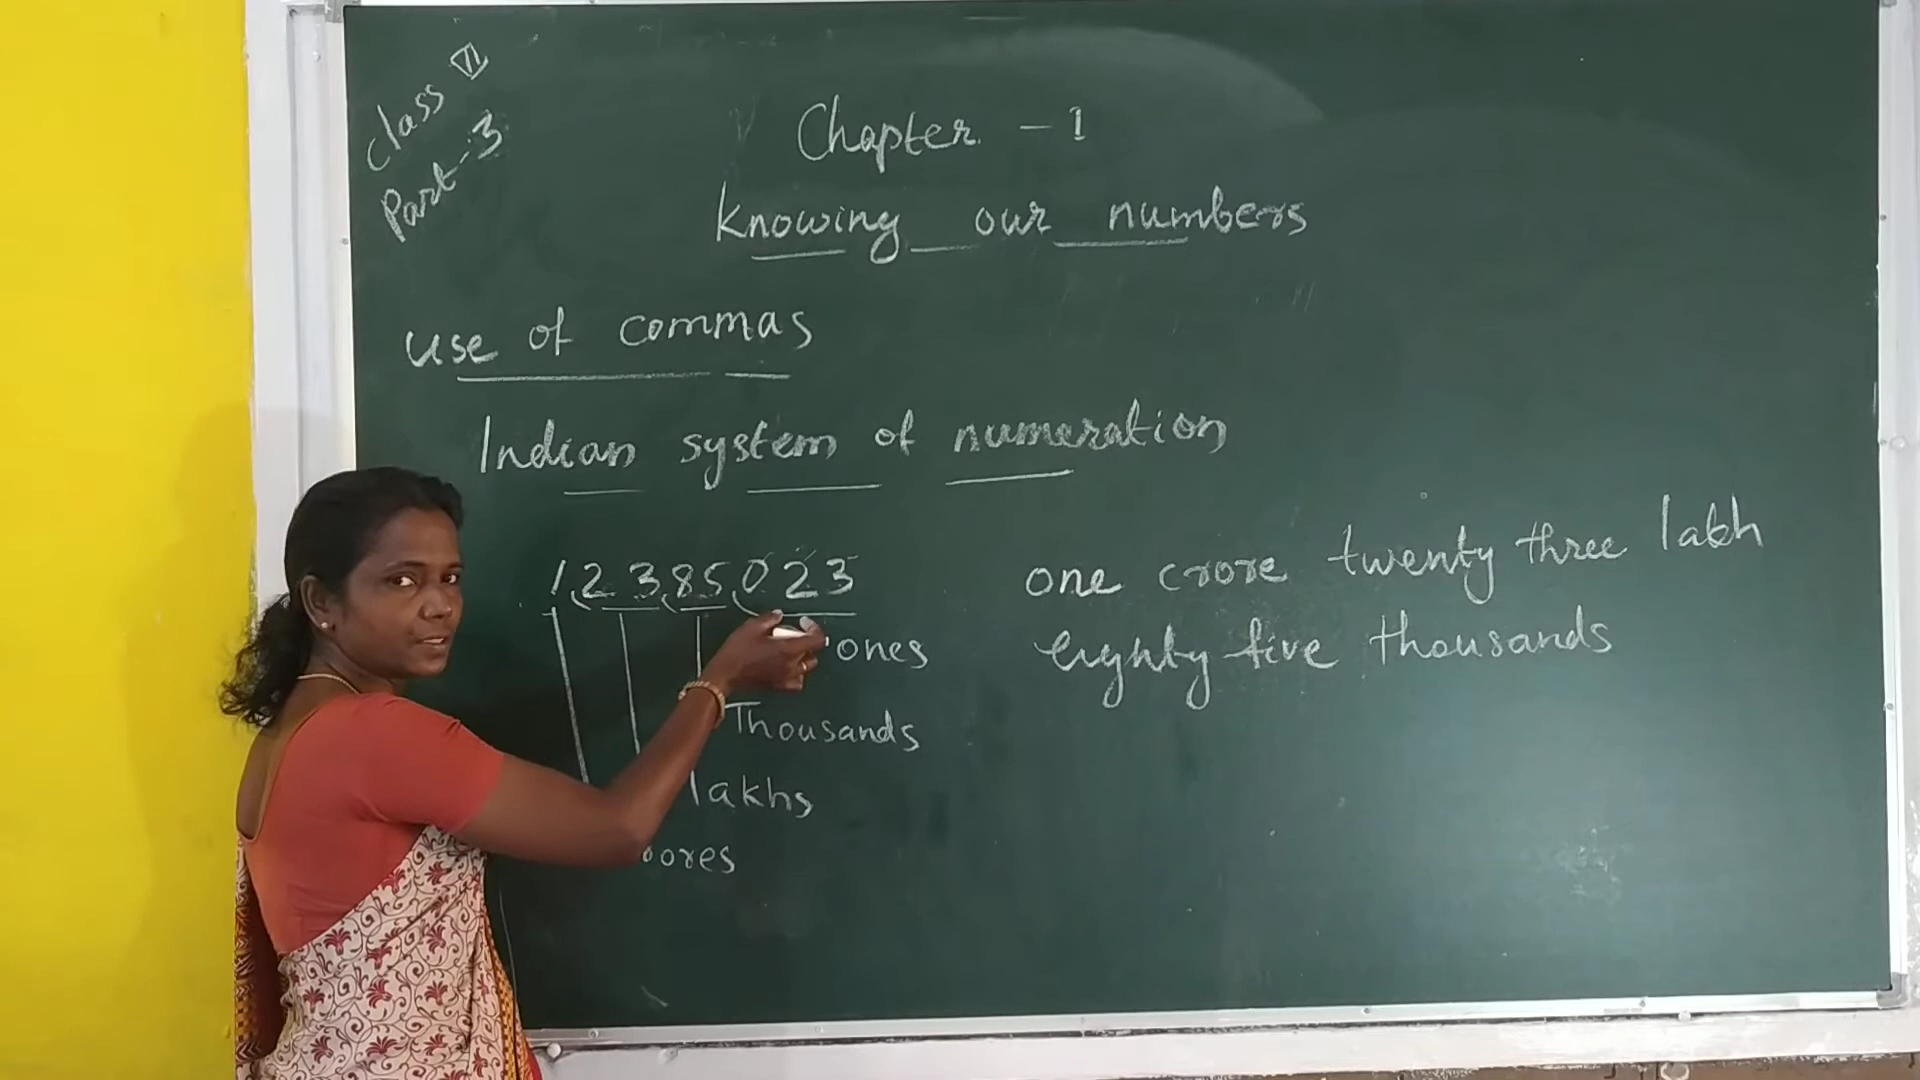 Class VI
Part-3
Chapter - 1
Knowing our numbers
use of commas
Indian system of numeration
1,23,85,023
ones
Thousands
lakhs
ores
one crore twenty three lakh
eighty five thousands